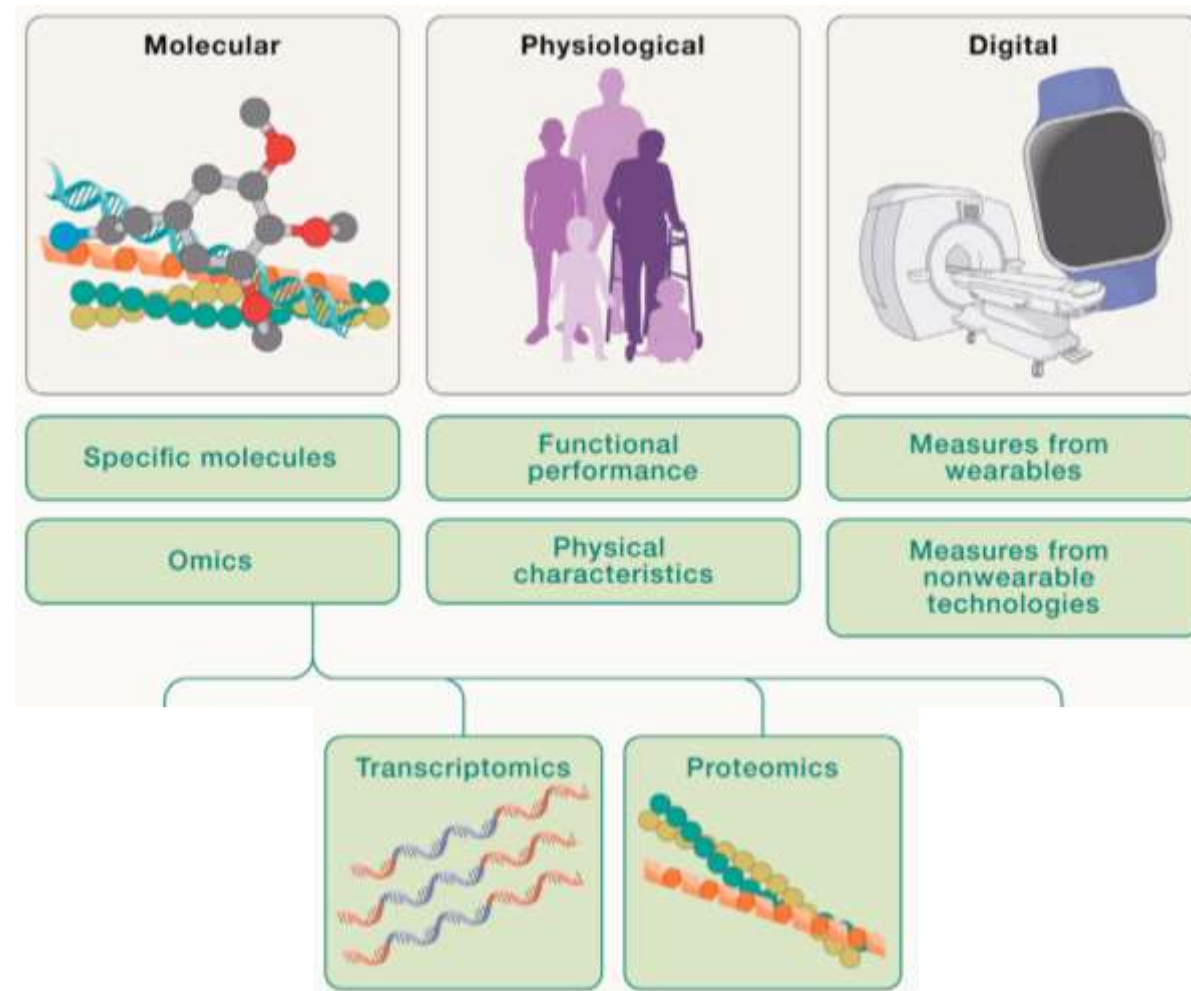 Molecular
Physiological
Digital
Specific molecules
Functional
performance
Measures from
wearables
Omics
Physical
characteristics
Measures from
nonwearable
technologies
Transcriptomics
Proteomics